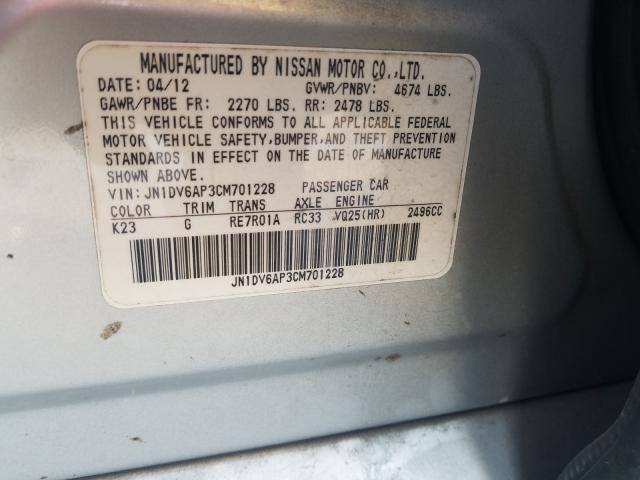 MANUFACTURED BY NISSAN MOTOR CO.,LTD.
DATE: 04/12 GVWR/PNBV: 4674 LBS.
GAWR/PNBE FR: 2270 LBS. RR: 2478 LBS.
THIS VEHICLE CONFORMS TO ALL APPLICABLE FEDERAL
MOTOR VEHICLE SAFETY,BUMPER,AND THEFT PREVENTION
STANDARDS IN EFFECT ON THE DATE OF MANUFACTURE
SHOWN ABOVE.
VIN: JN1DV6AP3CM701228 PASSENGER CAR
COLOR TRIM TRANS AXLE ENGINE
K23 G RE7R01A RC33 VQ25(HR) 2496CC
JN1DV6AP3CM701228